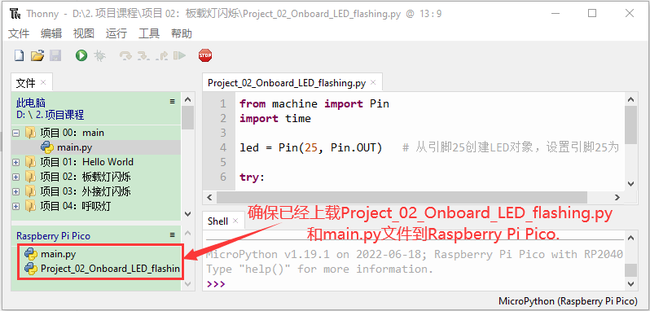 Thonny - D:\2. 项目课程\项目 02：板载灯闪烁\Project_02_Onboard_LED_flashing.py @ 13 : 9
文件 编辑 视图 运行 工具 帮助
文件 ×
此电脑
D: \ 2. 项目课程
项目 00：main
main.py
项目 01：Hello World
项目 02：板载灯闪烁
项目 03：外接灯闪烁
项目 04：呼吸灯
Raspberry Pi Pico
main.py
Project_02_Onboard_LED_flashin
Project_02_Onboard_LED_flashing.py ×
1 from machine import Pin
2 import time
3
4 led = Pin(25, Pin.OUT) # 从引脚25创建LED对象，设置引脚25为
5
6 try:
确保已经上载Project_02_Onboard_LED_flashing.py
和main.py文件到Raspberry Pi Pico.
Shell ×
MicroPython v1.19.1 on 2022-06-18; Raspberry Pi Pico with RP2040
Type "help()" for more information.
>>>
MicroPython (Raspberry Pi Pico)